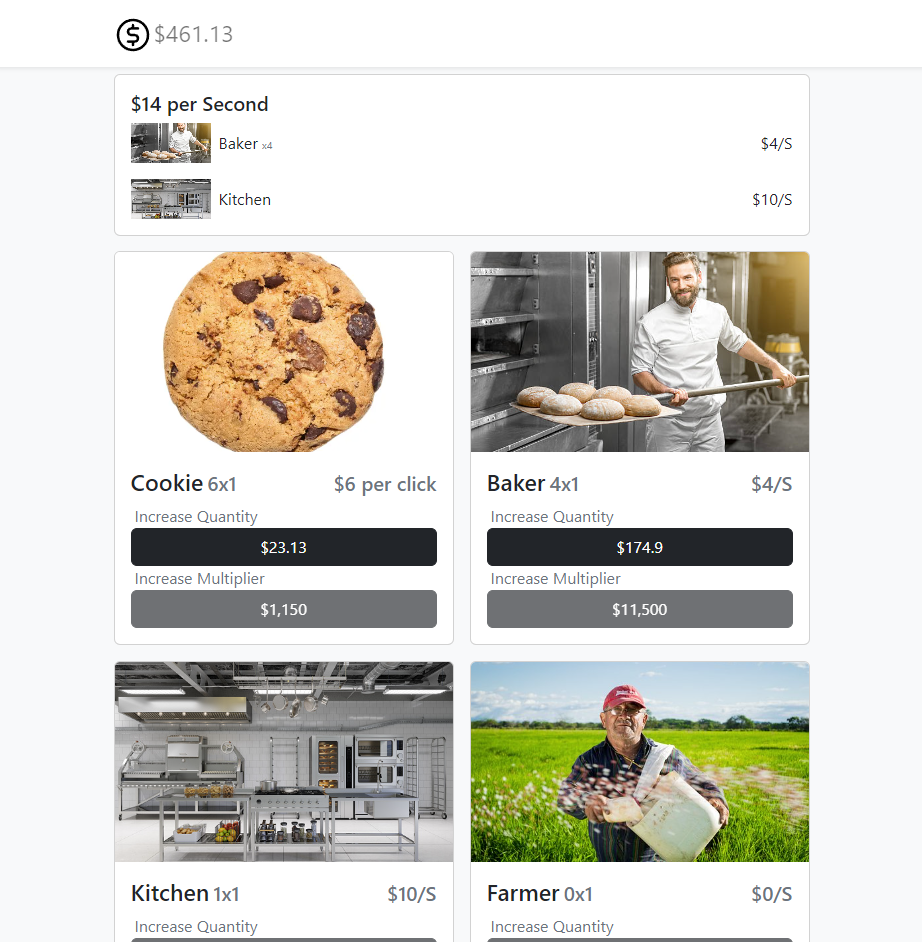 $461.13
$14 per Second
Baker x4 $4/S
Kitchen $10/S
Cookie 6x1 $6 per click
Increase Quantity
$23.13
Increase Multiplier
$1,150
Baker 4x1 $4/S
Increase Quantity
$174.9
Increase Multiplier
$11,500
Kitchen 1x1 $10/S
Increase Quantity
Farmer 0x1 $0/S
Increase Quantity